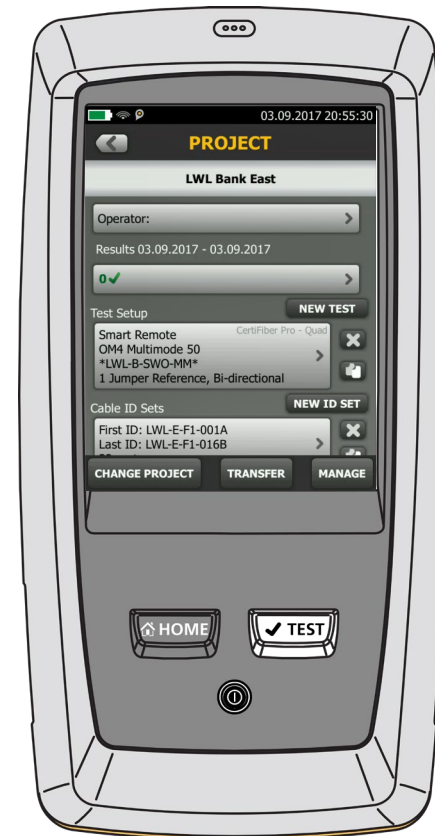 03.09.2017 20:55:30
PROJECT
LWL Bank East
Operator:
Results 03.09.2017 - 03.09.2017
0✓
Test Setup
NEW TEST
Smart Remote
CertiFiber Pro - Quad
OM4 Multimode 50
*LWL-B-SWO-MM*
1 Jumper Reference, Bi-directional
Cable ID Sets
NEW ID SET
First ID: LWL-E-F1-001A
Last ID: LWL-E-F1-016B
CHANGE PROJECT
TRANSFER
MANAGE
HOME
✓ TEST